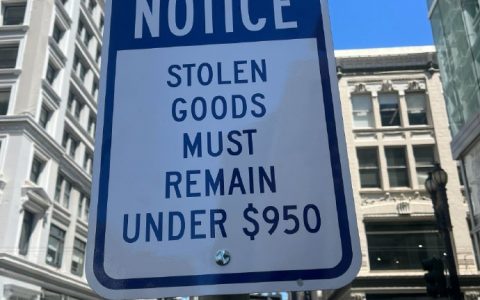 NOTICE
STOLEN
GOODS
MUST
REMAIN
UNDER $950